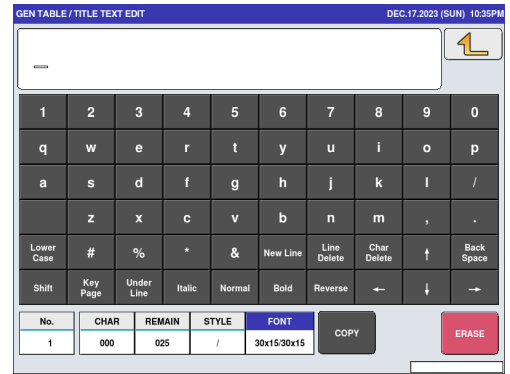 GEN TABLE / TITLE TEXT EDIT DEC.17.2023 (SUN) 10:35PM
_
1 2 3 4 5 6 7 8 9 0
q w e r t y u i o p
a s d f g h j k l /
z x c v b n m , .
Lower Case # % * & New Line Line Delete Char Delete ↑ Back Space
Shift Key Page Under Line Italic Normal Bold Reverse ← ↓ →
No. CHAR REMAIN STYLE FONT COPY ERASE
1 000 025 / 30x15/30x15